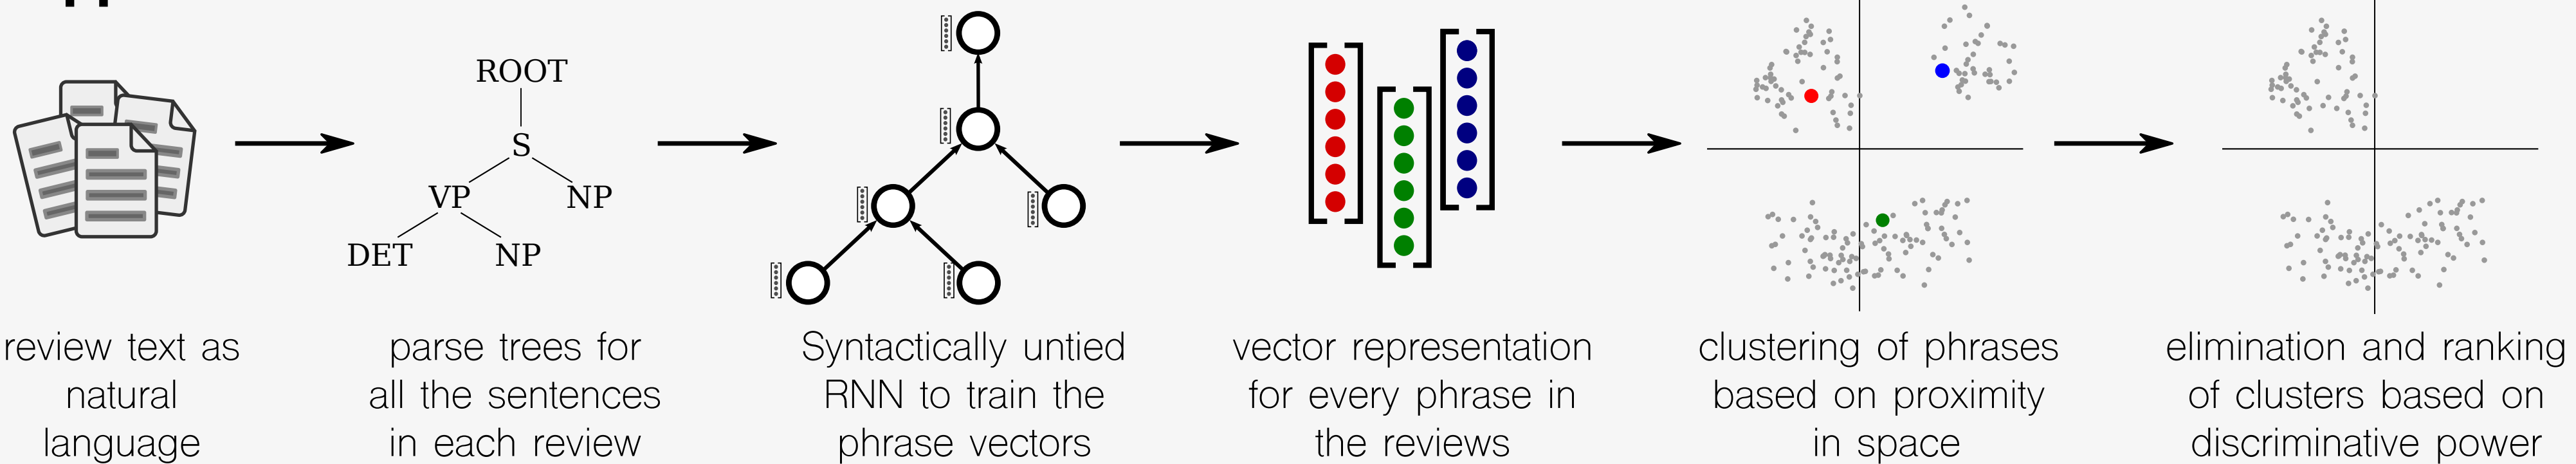 ROOT
S
VP NP
DET NP
review text as
natural
language
parse trees for
all the sentences
in each review
Syntactically untied
RNN to train the
phrase vectors
vector representation
for every phrase in
the reviews
clustering of phrases
based on proximity
in space
elimination and ranking
of clusters based on
discriminative power